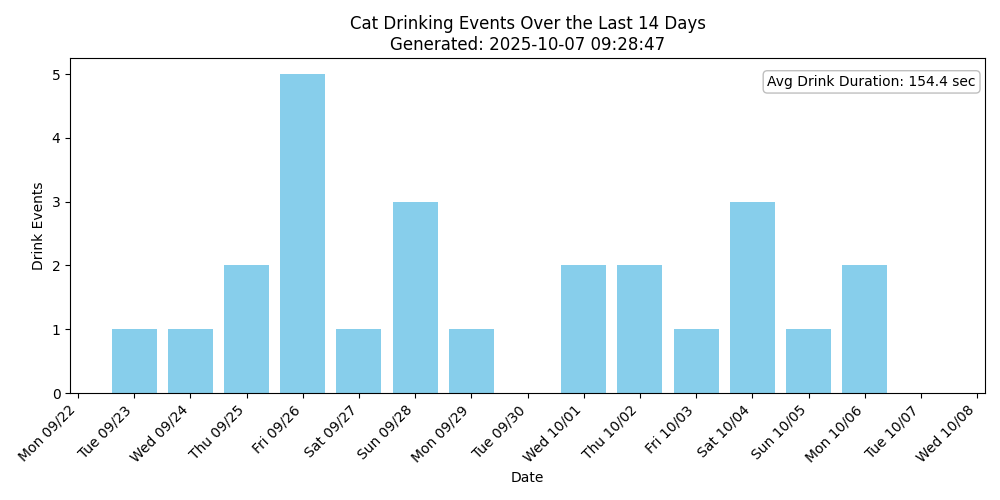 Cat Drinking Events Over the Last 14 Days
Generated: 2025-10-07 09:28:47
Avg Drink Duration: 154.4 sec
Drink Events
5
4
3
2
1
0
Mon 09/22
Tue 09/23
Wed 09/24
Thu 09/25
Fri 09/26
Sat 09/27
Sun 09/28
Mon 09/29
Tue 09/30
Wed 10/01
Thu 10/02
Fri 10/03
Sat 10/04
Sun 10/05
Mon 10/06
Tue 10/07
Wed 10/08
Date